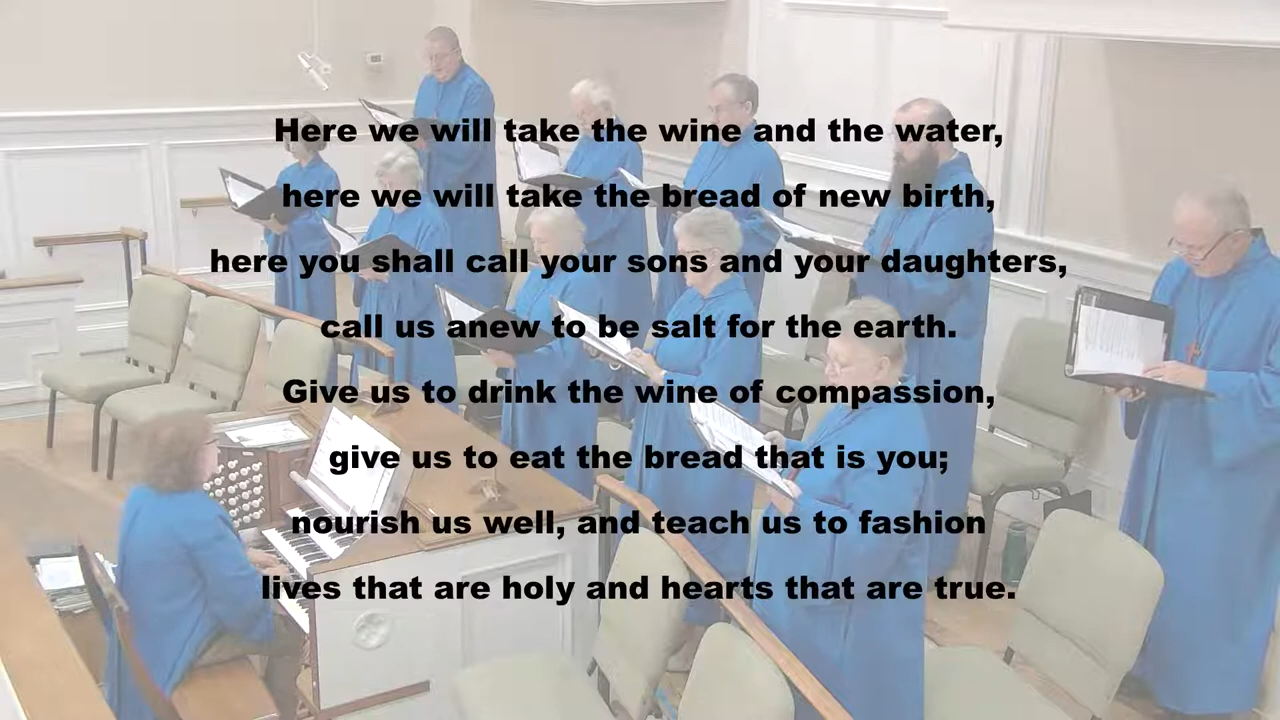 Here we will take the wine and the water,
here we will take the bread of new birth,
here you shall call your sons and your daughters,
call us anew to be salt for the earth.
Give us to drink the wine of compassion,
give us to eat the bread that is you;
nourish us well, and teach us to fashion
lives that are holy and hearts that are true.